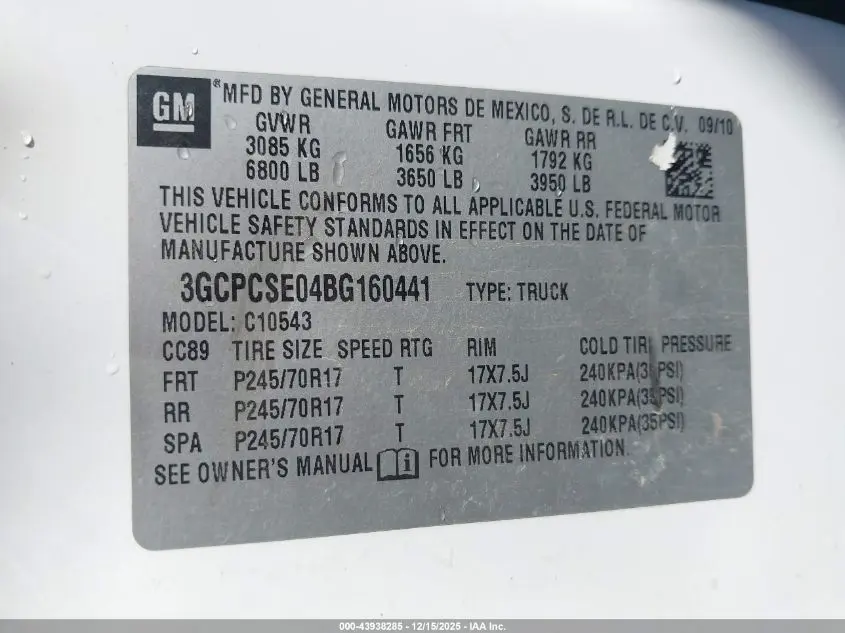 GM
® MFD BY GENERAL MOTORS DE MEXICO, S. DE R.L. DE C.V. 09/10
GVWR GAWR FRT GAWR RR
3085 KG 1656 KG 1792 KG
6800 LB 3650 LB 3950 LB
THIS VEHICLE CONFORMS TO ALL APPLICABLE U.S. FEDERAL MOTOR
VEHICLE SAFETY STANDARDS IN EFFECT ON THE DATE OF
MANUFACTURE SHOWN ABOVE.
3GCPCSE04BG160441 TYPE: TRUCK
MODEL: C10543
CC89 TIRE SIZE SPEED RTG RIM COLD TIRE PRESSURE
FRT P245/70R17 T 17X7.5J 240KPA(35PSI)
RR P245/70R17 T 17X7.5J 240KPA(35PSI)
SPA P245/70R17 T 17X7.5J 240KPA(35PSI)
SEE OWNER'S MANUAL i FOR MORE INFORMATION.
000-43938285 - 12/15/2025 - IAA Inc.